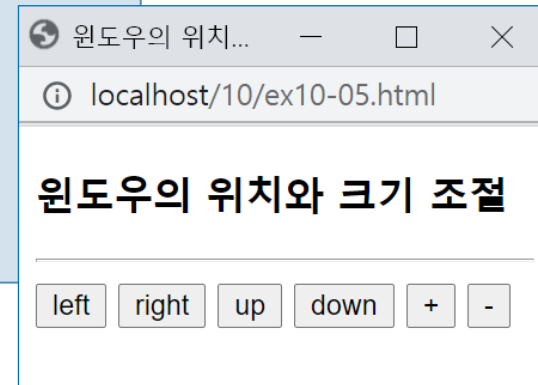 윈도우의 위치...
localhost/10/ex10-05.html
윈도우의 위치와 크기 조절
left right up down + -